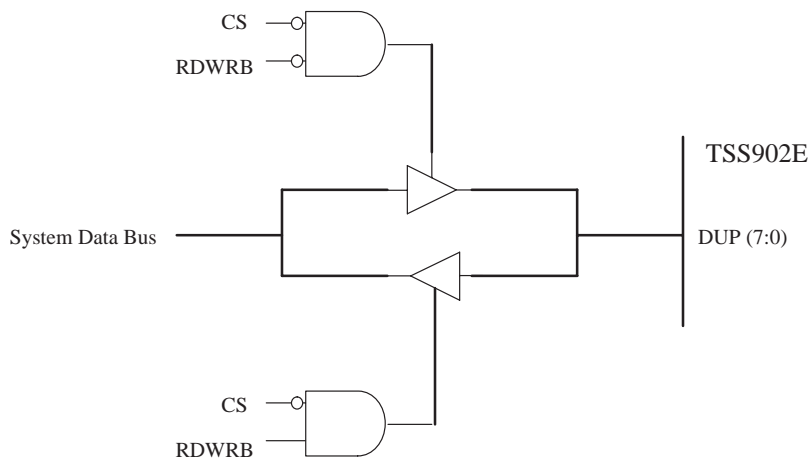 CS
RDWRB
TSS902E
System Data Bus
DUP (7:0)
CS
RDWRB